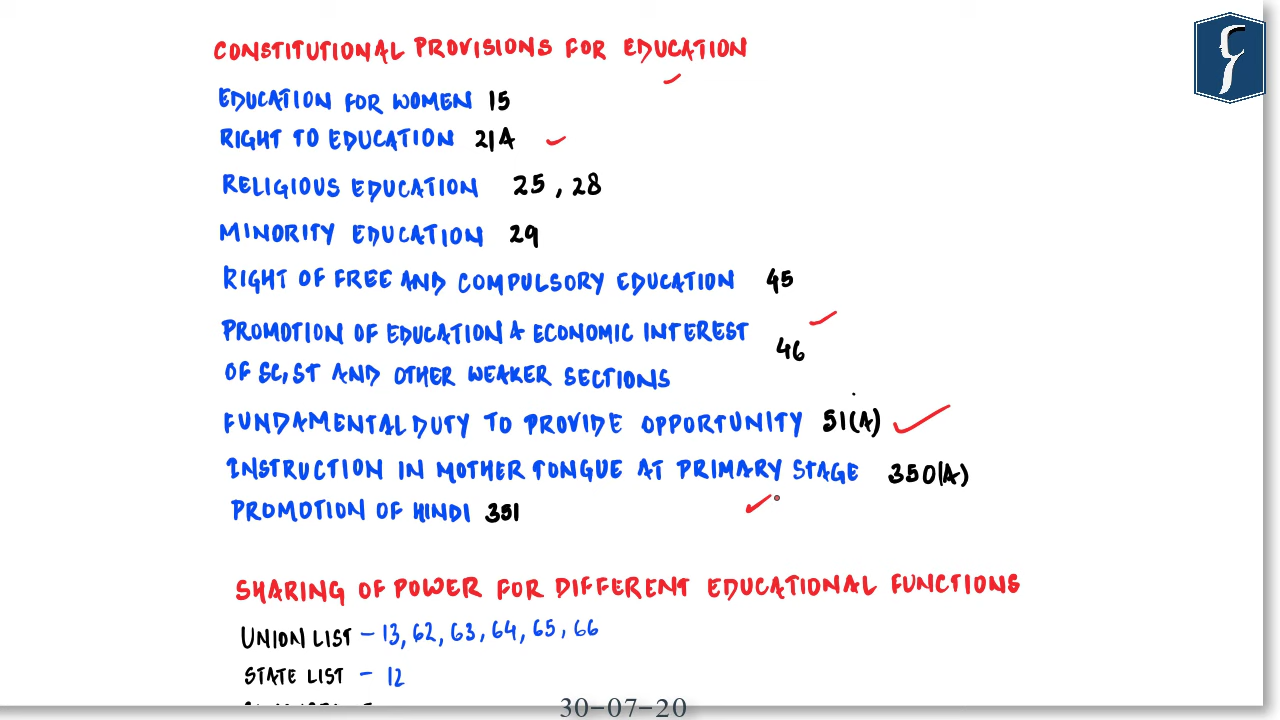 CONSTITUTIONAL PROVISIONS FOR EDUCATION
EDUCATION FOR WOMEN 15
RIGHT TO EDUCATION 21A
RELIGIOUS EDUCATION 25, 28
MINORITY EDUCATION 29
RIGHT OF FREE AND COMPULSORY EDUCATION 45
PROMOTION OF EDUCATION & ECONOMIC INTEREST 46
OF SC, ST AND OTHER WEAKER SECTIONS
FUNDAMENTAL DUTY TO PROVIDE OPPORTUNITY 51(A)
INSTRUCTION IN MOTHER TONGUE AT PRIMARY STAGE 350(A)
PROMOTION OF HINDI 351
SHARING OF POWER FOR DIFFERENT EDUCATIONAL FUNCTIONS
UNION LIST - 13, 62, 63, 64, 65, 66
STATE LIST - 12
30-07-20